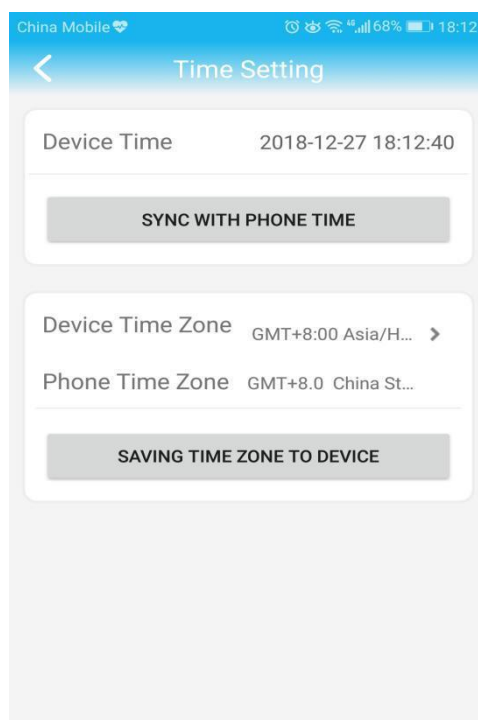 China Mobile 4G 68% 18:12
Time Setting
Device Time 2018-12-27 18:12:40
SYNC WITH PHONE TIME
Device Time Zone GMT+8:00 Asia/H...
Phone Time Zone GMT+8.0 China St...
SAVING TIME ZONE TO DEVICE